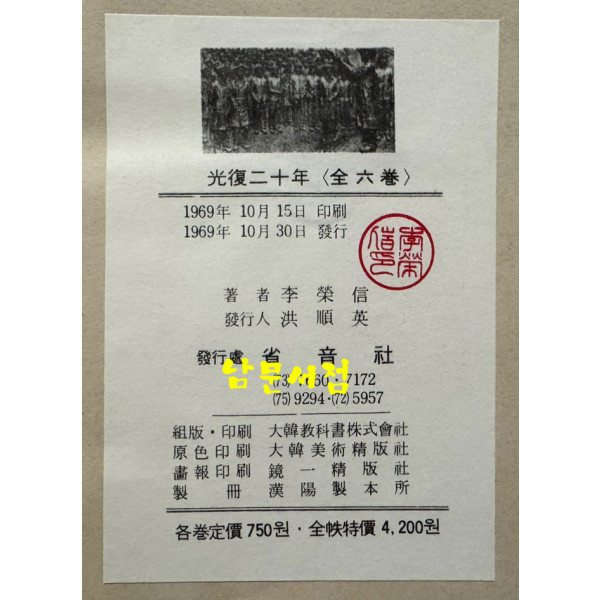 光復二十年〈全六巻〉
1969年 10月 15日 印刷
1969年 10月 30日 發行
李榮信印
著者 李榮信
發行人 洪順英
發行處 省音社
남문서점
660·7172
(75) 9294·(72) 5957
組版·印刷 大韓教科書株式會社
原色印刷 大韓美術精版社
畵報印刷 鏡一精版社
製冊 漢陽製本所
各巻定價 750원·全帙特價 4,200원